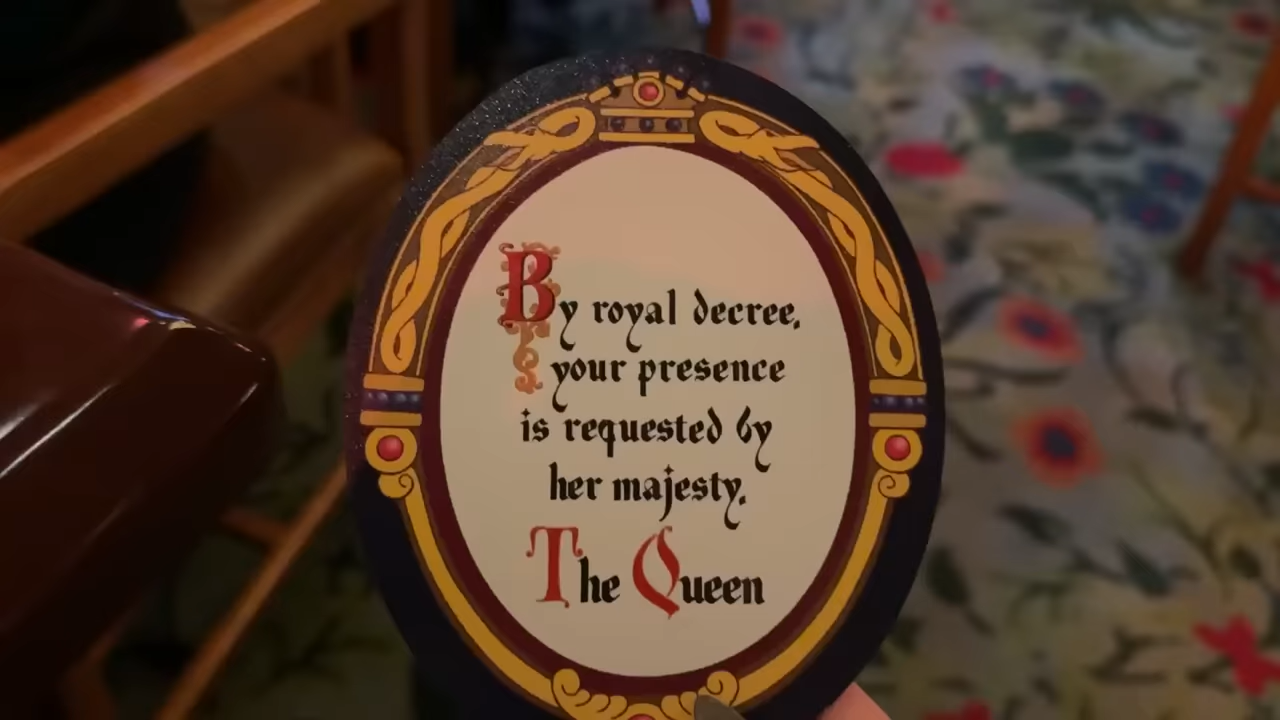 By royal decree,
your presence
is requested by
her majesty,
The Queen